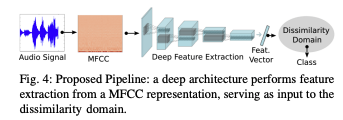 Audio Signal
MFCC
Deep Feature Extraction
Feat.
Vector
Dissimilarity
Domain
Class
Fig. 4: Proposed Pipeline: a deep architecture performs feature
extraction from a MFCC representation, serving as input to the
dissimilarity domain.